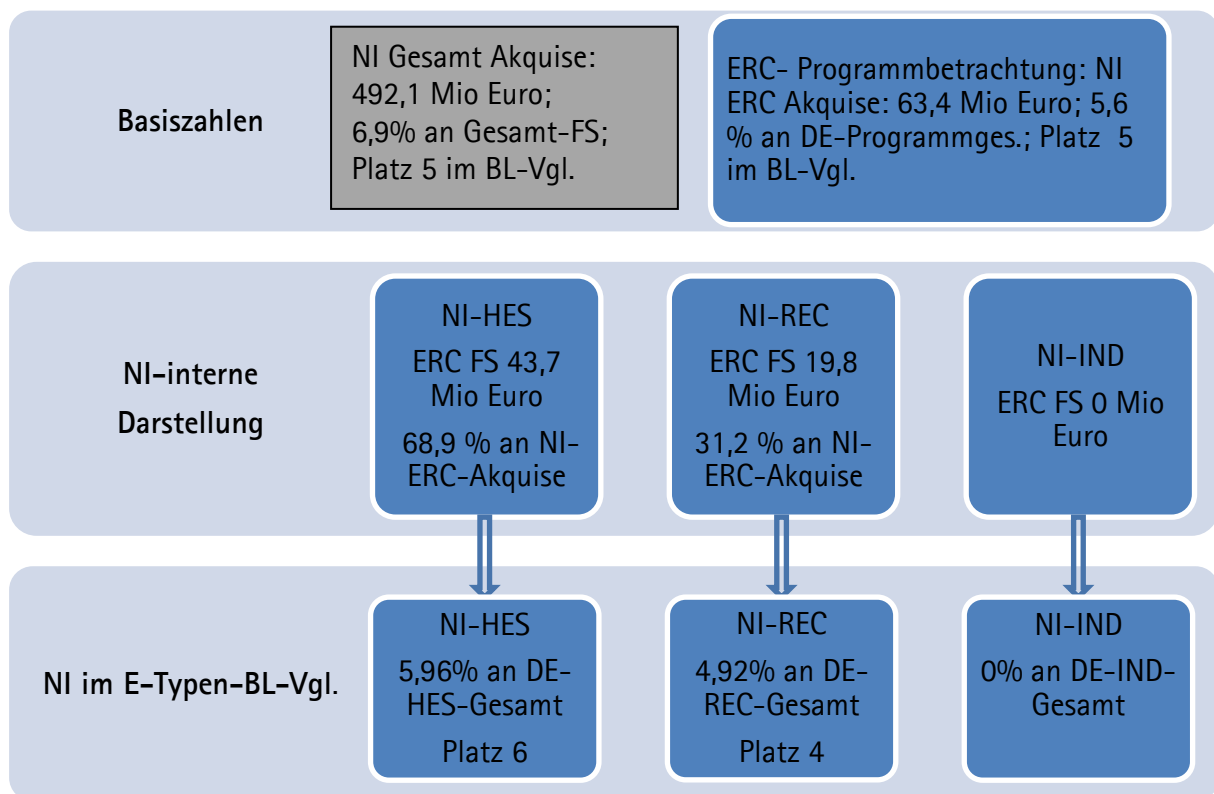 Basiszahlen
NI Gesamt Akquise:
492,1 Mio Euro;
6,9% an Gesamt-FS;
Platz 5 im BL-Vgl.
ERC- Programmbetrachtung: NI
ERC Akquise: 63,4 Mio Euro; 5,6
% an DE-Programmges.; Platz 5
im BL-Vgl.
NI-interne
Darstellung
NI-HES
ERC FS 43,7
Mio Euro
68,9 % an NI-
ERC-Akquise
NI-REC
ERC FS 19,8
Mio Euro
31,2 % an NI-
ERC-Akquise
NI-IND
ERC FS 0 Mio
Euro
NI im E-Typen-BL-Vgl.
NI-HES
5,96% an DE-
HES-Gesamt
Platz 6
NI-REC
4,92% an DE-
REC-Gesamt
Platz 4
NI-IND
0% an DE-IND-
Gesamt